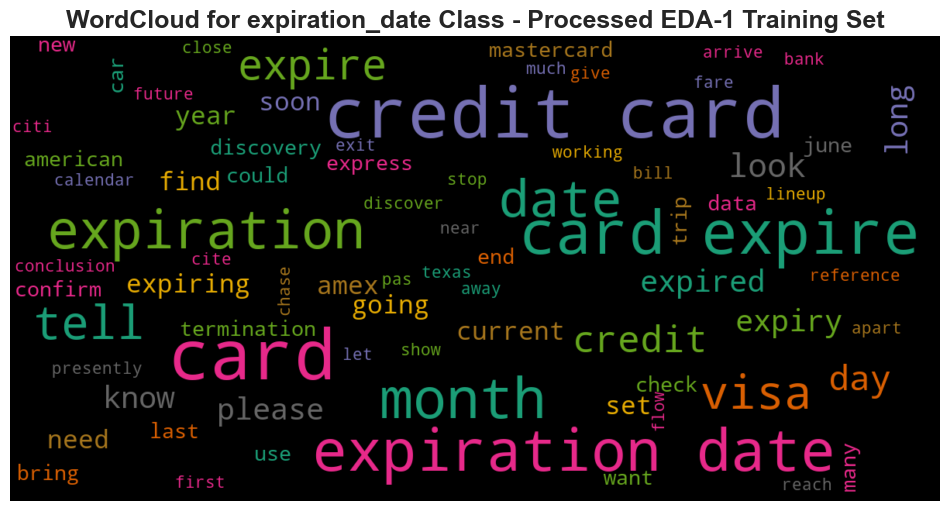 WordCloud for expiration_date Class - Processed EDA-1 Training Set
new
close
mastercard
arrive
bank
car
expire
much
give
fare
future
credit card
long
year
soon
citi
discovery
exit
working
june
american
express
look
calendar
find
could
stop
bill
lineup
date
trip
data
discover
expiration
near
card expire
conclusion
cite
end
confirm
expiring
chase
amex
pas
texas
away
expired
reference
going
tell
termination
current
credit
expiry
apart
card
let
show
presently
know
please
month
check
visa
day
set
flow
need
last
use
expiration date
many
bring
first
want
reach